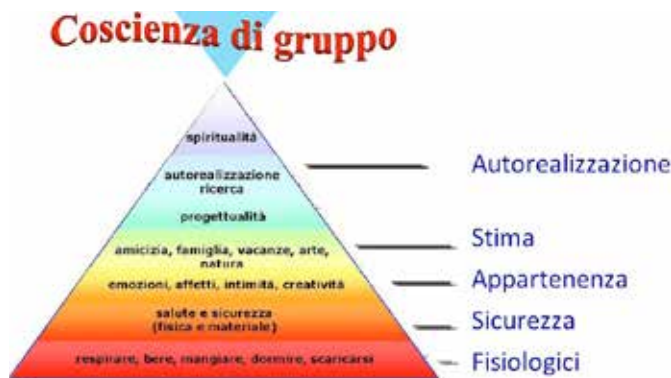 Coscienza di gruppo
spiritualità
autorealizzazione
ricerca
progettualità
amicizia, famiglia, vacanze, arte,
natura
emozioni, affetti, intimità, creatività
salute e sicurezza
(fisica e materiale)
respirare, bere, mangiare, dormire, scaricarsi
Autorealizzazione
Stima
Appartenenza
Sicurezza
Fisiologici